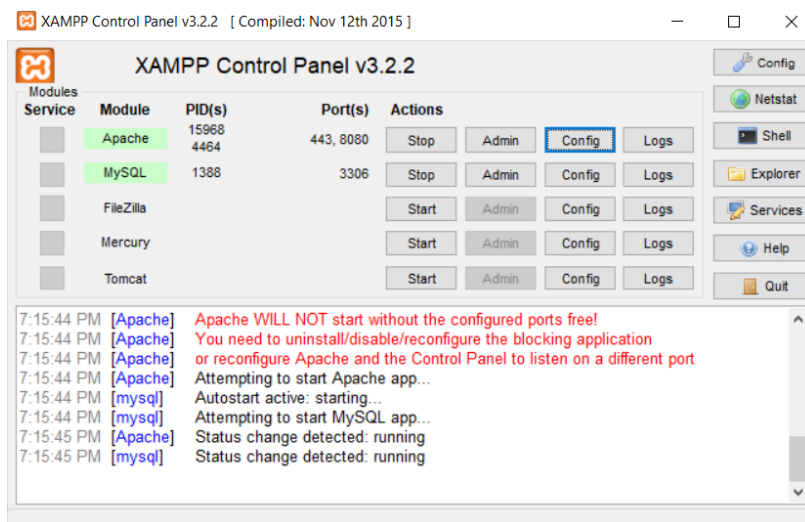 XAMPP Control Panel v3.2.2 [ Compiled: Nov 12th 2015 ]
XAMPP Control Panel v3.2.2
Config
Modules
Service Module PID(s) Port(s) Actions
Netstat
Apache 15968 4464 443, 8080 Stop Admin Config Logs
Shell
MySQL 1388 3306 Stop Admin Config Logs
Explorer
FileZilla Start Admin Config Logs
Services
Mercury Start Admin Config Logs
Help
Tomcat Start Admin Config Logs
Quit
7:15:44 PM [Apache] Apache WILL NOT start without the configured ports free!
7:15:44 PM [Apache] You need to uninstall/disable/reconfigure the blocking application
7:15:44 PM [Apache] or reconfigure Apache and the Control Panel to listen on a different port
7:15:44 PM [Apache] Attempting to start Apache app...
7:15:44 PM [mysql] Autostart active: starting...
7:15:44 PM [mysql] Attempting to start MySQL app...
7:15:45 PM [Apache] Status change detected: running
7:15:45 PM [mysql] Status change detected: running